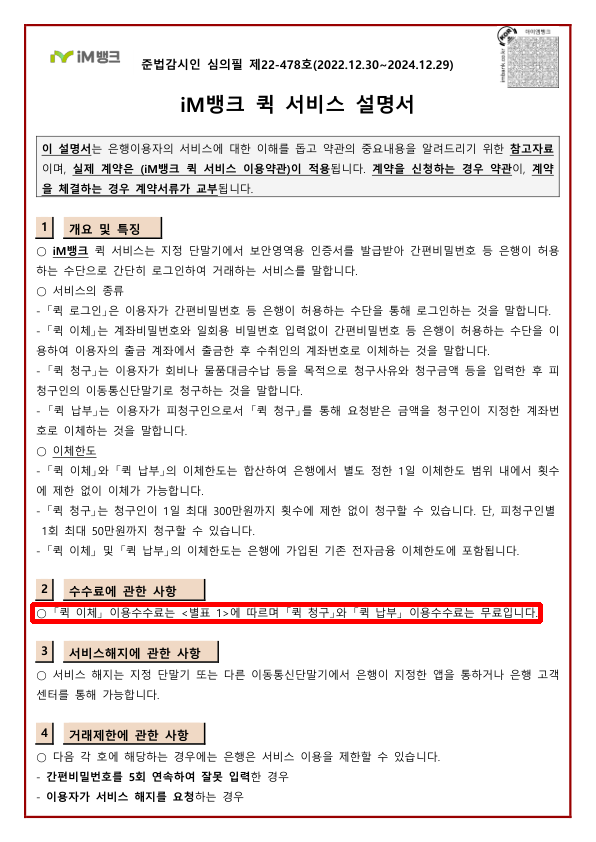 iM뱅크
준법감시인 심의필 제22-478호(2022.12.30~2024.12.29)
아이엠뱅크
imbank.co.kr
iM뱅크 퀵 서비스 설명서
이 설명서는 은행이용자의 서비스에 대한 이해를 돕고 약관의 중요내용을 알려드리기 위한 참고자료
이며, 실제 계약은 (iM뱅크 퀵 서비스 이용약관)이 적용됩니다. 계약을 신청하는 경우 약관이, 계약
을 체결하는 경우 계약서류가 교부됩니다.
1 개요 및 특징
○ iM뱅크 퀵 서비스는 지정 단말기에서 보안영역용 인증서를 발급받아 간편비밀번호 등 은행이 허용
하는 수단으로 간단히 로그인하여 거래하는 서비스를 말합니다.
○ 서비스의 종류
- 「퀵 로그인」은 이용자가 간편비밀번호 등 은행이 허용하는 수단을 통해 로그인하는 것을 말합니다.
- 「퀵 이체」는 계좌비밀번호와 일회용 비밀번호 입력없이 간편비밀번호 등 은행이 허용하는 수단을 이
용하여 이용자의 출금 계좌에서 출금한 후 수취인의 계좌번호로 이체하는 것을 말합니다.
- 「퀵 청구」는 이용자가 회비나 물품대금수납 등을 목적으로 청구사유와 청구금액 등을 입력한 후 피
청구인의 이동통신단말기로 청구하는 것을 말합니다.
- 「퀵 납부」는 이용자가 피청구인으로서 「퀵 청구」를 통해 요청받은 금액을 청구인이 지정한 계좌번
호로 이체하는 것을 말합니다.
○ 이체한도
- 「퀵 이체」와 「퀵 납부」의 이체한도는 합산하여 은행에서 별도 정한 1일 이체한도 범위 내에서 횟수
에 제한 없이 이체가 가능합니다.
- 「퀵 청구」는 청구인이 1일 최대 300만원까지 횟수에 제한 없이 청구할 수 있습니다. 단, 피청구인별
1회 최대 50만원까지 청구할 수 있습니다.
- 「퀵 이체」 및 「퀵 납부」의 이체한도는 은행에 가입된 기존 전자금융 이체한도에 포함됩니다.
2 수수료에 관한 사항
○ 「퀵 이체」 이용수수료는 <별표 1>에 따르며 「퀵 청구」와 「퀵 납부」 이용수수료는 무료입니다.
3 서비스해지에 관한 사항
○ 서비스 해지는 지정 단말기 또는 다른 이동통신단말기에서 은행이 지정한 앱을 통하거나 은행 고객
센터를 통해 가능합니다.
4 거래제한에 관한 사항
○ 다음 각 호에 해당하는 경우에는 은행은 서비스 이용을 제한할 수 있습니다.
- 간편비밀번호를 5회 연속하여 잘못 입력한 경우
- 이용자가 서비스 해지를 요청하는 경우